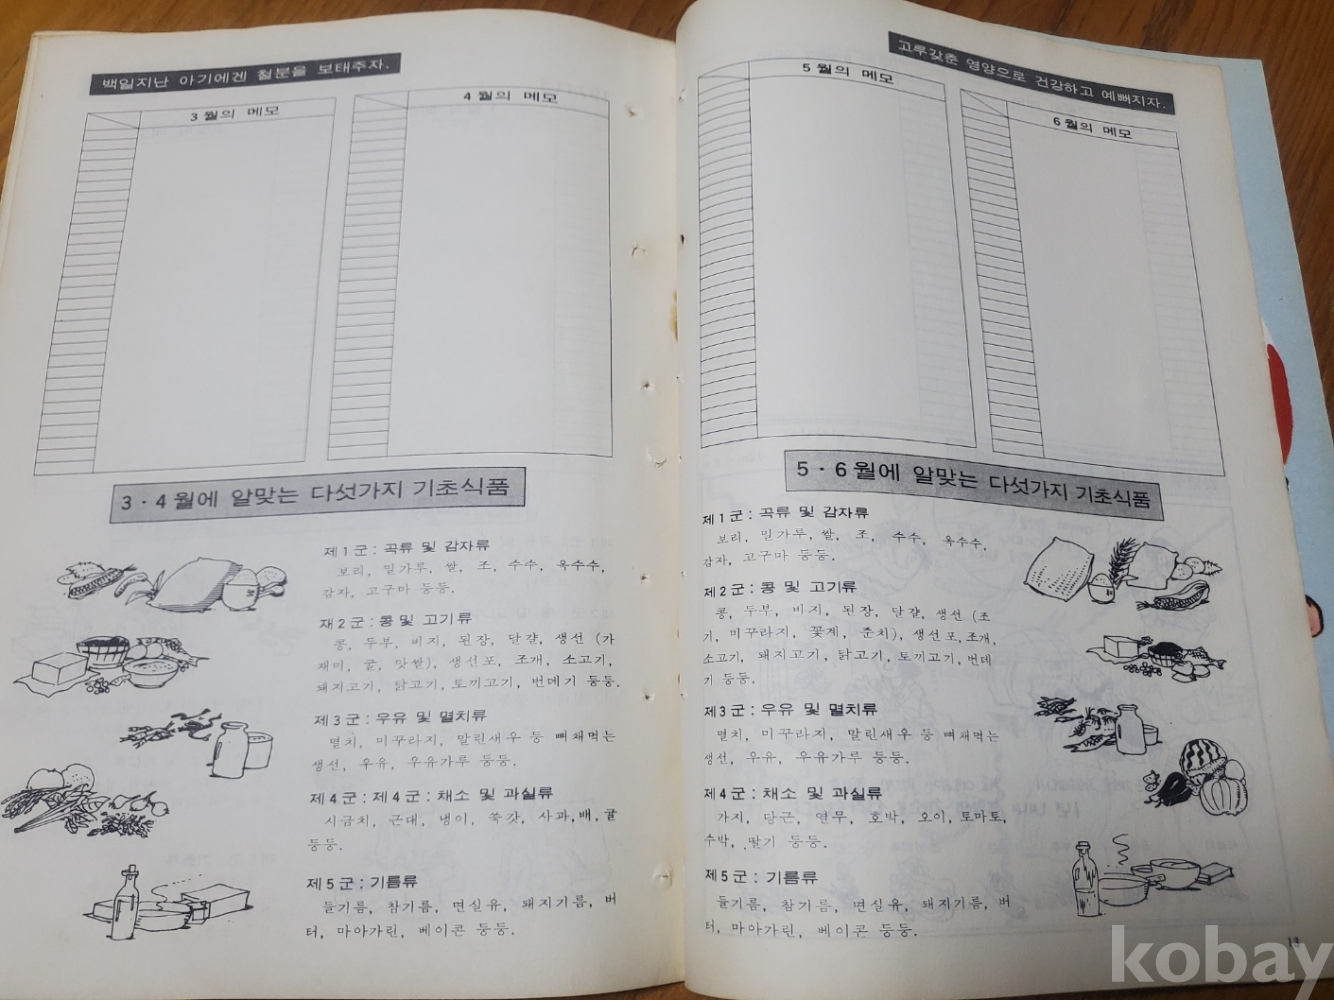 백일지난 아기에겐 철분을 보태주자.
3월의 메모
4월의 메모
3·4월에 알맞는 다섯가지 기초식품
제1군: 곡류 및 감자류
보리, 밀가루, 쌀, 조, 수수, 옥수수,
감자, 고구마 등등.
재2군: 콩및 고기류
콩, 두부, 비지, 된장, 달걀, 생선 (가
재미, 굴, 맛쌀), 생선포, 조개, 소고기,
돼지고기, 닭고기, 토끼고기, 번데기 등등.
제3군: 우유 및 멸치류
멸치, 미꾸라지, 말린새우 등 뼈채먹는
생선, 우유, 우유가루 등등.
제4군: 제4군: 채소 및 과실류
시금치, 근대, 냉이, 쑥갓, 사과, 배, 귤
등등.
제5군: 기름류
들기름, 참기름, 면실유, 돼지기름, 버
터, 마아가린, 베이콘 등등.
고루갖춘 영양으로 건강하고 예뻐지자.
5월의 메모
6월의 메모
5·6월에 알맞는 다섯가지 기초식품
제1군: 곡류 및 감자류
보리, 밀가루, 쌀, 조, 수수, 옥수수,
감자, 고구마 등등.
제2군: 콩 및 고기류
콩, 두부, 비지, 된장, 달걀, 생선 (조
기, 미꾸라지, 꽃게, 준치), 생선포, 조개,
소고기, 돼지고기, 닭고기, 토끼고기, 번데
기 등등.
제3군: 우유 및 멸치류
멸치, 미꾸라지, 말린새우 등 뼈채먹는
생선, 우유, 우유가루 등등.
제4군: 채소 및 과실류
가지, 당근, 연무, 호박, 오이, 토마토,
수박, 딸기 등등.
제5군: 기름류
들기름, 참기름, 면실유, 돼지기름, 버
터, 마아가린, 베이콘 등등.
kobay